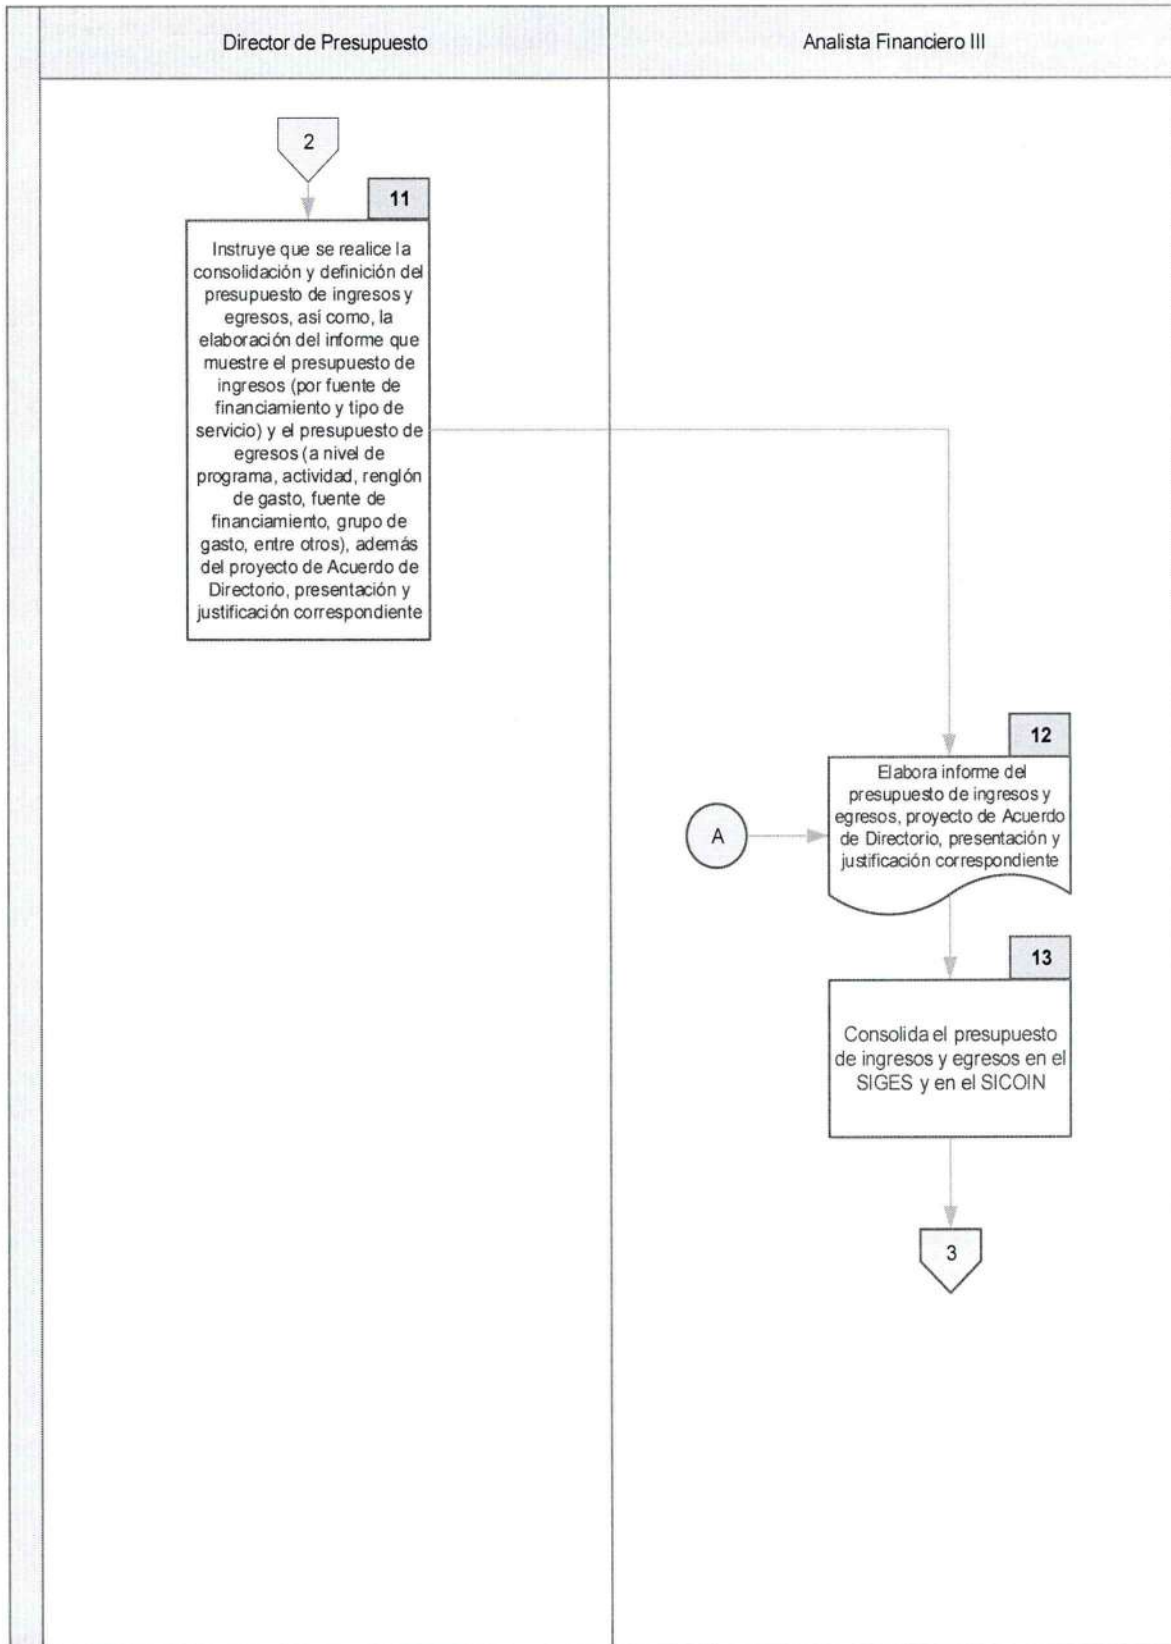 Director de Presupuesto
Analista Financiero III
2
11
Instruye que se realice la
consolidación y definición del
presupuesto de ingresos y
egresos, así como, la
elaboración del informe que
muestre el presupuesto de
ingresos (por fuente de
financiamiento y tipo de
servicio) y el presupuesto de
egresos (a nivel de
programa, actividad, renglón
de gasto, fuente de
financiamiento, grupo de
gasto, entre otros), además
del proyecto de Acuerdo de
Directorio, presentación y
justificación correspondiente
12
Elabora informe del
presupuesto de ingresos y
egresos, proyecto de Acuerdo
de Directorio, presentación y
justificación correspondiente
A
13
Consolida el presupuesto
de ingresos y egresos en el
SIGES y en el SICOIN
3